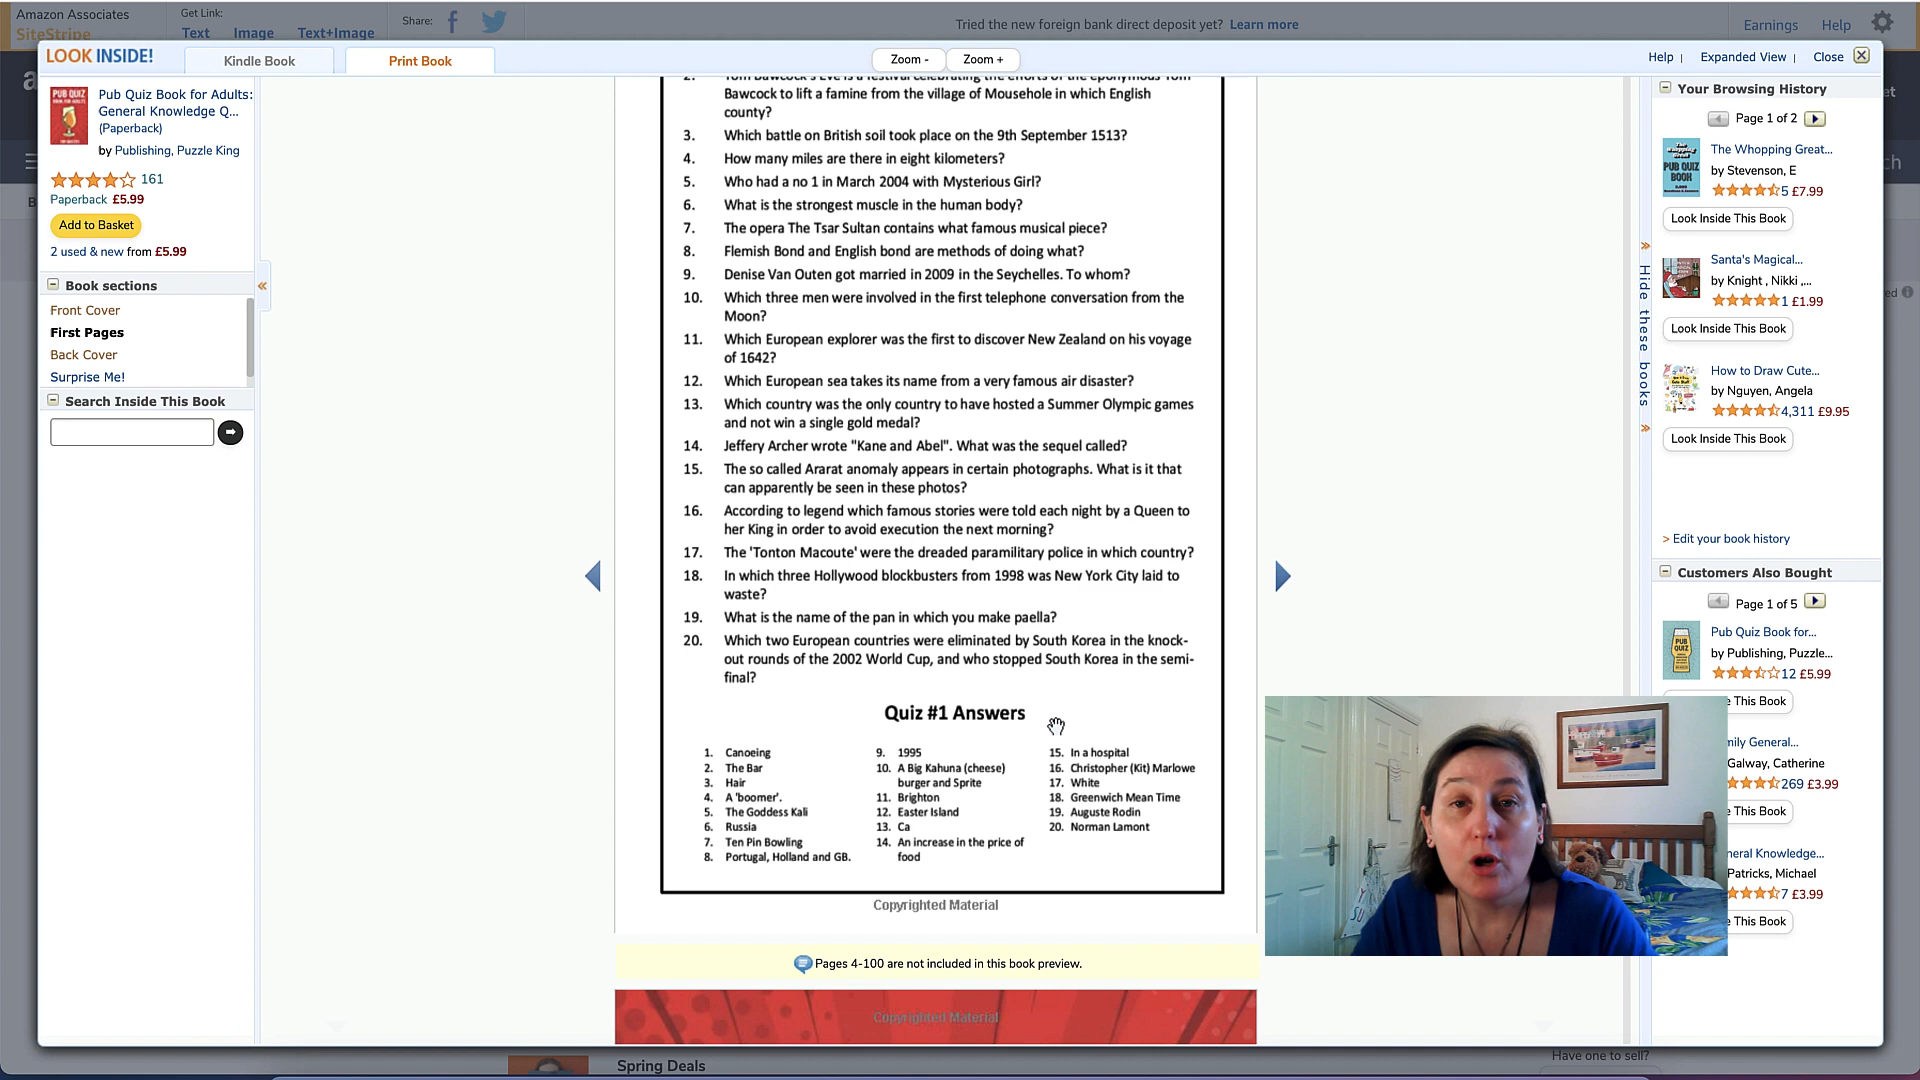 Amazon Associates
SiteStripe
Get Link:
Text Image Text+Image
Share:
Tried the new foreign bank direct deposit yet? Learn more
Earnings Help
LOOK INSIDE!
Kindle Book
Print Book
Zoom -
Zoom +
Help | Expanded View | Close
PUB QUIZ
Pub Quiz Book for Adults:
General Knowledge Q...
(Paperback)
by Publishing, Puzzle King
161
Paperback £5.99
Add to Basket
2 used & new from £5.99
Book sections
Front Cover
First Pages
Back Cover
Surprise Me!
Search Inside This Book
2. Tom Bawcock's Eve is a festival celebrating the efforts of the eponymous Tom
Bawcock to lift a famine from the village of Mousehole in which English
county?
3. Which battle on British soil took place on the 9th September 1513?
4. How many miles are there in eight kilometers?
5. Who had a no 1 in March 2004 with Mysterious Girl?
6. What is the strongest muscle in the human body?
7. The opera The Tsar Sultan contains what famous musical piece?
8. Flemish Bond and English bond are methods of doing what?
9. Denise Van Outen got married in 2009 in the Seychelles. To whom?
10. Which three men were involved in the first telephone conversation from the
Moon?
11. Which European explorer was the first to discover New Zealand on his voyage
of 1642?
12. Which European sea takes its name from a very famous air disaster?
13. Which country was the only country to have hosted a Summer Olympic games
and not win a single gold medal?
14. Jeffery Archer wrote "Kane and Abel". What was the sequel called?
15. The so called Ararat anomaly appears in certain photographs. What is it that
can apparently be seen in these photos?
16. According to legend which famous stories were told each night by a Queen to
her King in order to avoid execution the next morning?
17. The 'Tonton Macoute' were the dreaded paramilitary police in which country?
18. In which three Hollywood blockbusters from 1998 was New York City laid to
waste?
19. What is the name of the pan in which you make paella?
20. Which two European countries were eliminated by South Korea in the knock-
out rounds of the 2002 World Cup, and who stopped South Korea in the semi-
final?
Quiz #1 Answers
1. Canoeing
2. The Bar
3. Hair
4. A 'boomer'.
5. The Goddess Kali
6. Russia
7. Ten Pin Bowling
8. Portugal, Holland and GB.
9. 1995
10. A Big Kahuna (cheese)
burger and Sprite
11. Brighton
12. Easter Island
13. Ca
14. An increase in the price of
food
15. In a hospital
16. Christopher (Kit) Marlowe
17. White
18. Greenwich Mean Time
19. Auguste Rodin
20. Norman Lamont
Copyrighted Material
Pages 4-100 are not included in this book preview.
Copyrighted Material
Spring Deals
Have one to sell?
Hide these books
Your Browsing History
Page 1 of 2
The Whopping Great...
by Stevenson, E
5 £7.99
Look Inside This Book
Santa's Magical...
by Knight , Nikki ,...
1 £1.99
Look Inside This Book
How to Draw Cute...
by Nguyen, Angela
4,311 £9.95
Look Inside This Book
> Edit your book history
Customers Also Bought
Page 1 of 5
PUB
QUIZ
Pub Quiz Book for...
by Publishing, Puzzle...
12 £5.99
e This Book
mily General...
Galway, Catherine
269 £3.99
e This Book
neral Knowledge...
Patricks, Michael
7 £3.99
e This Book